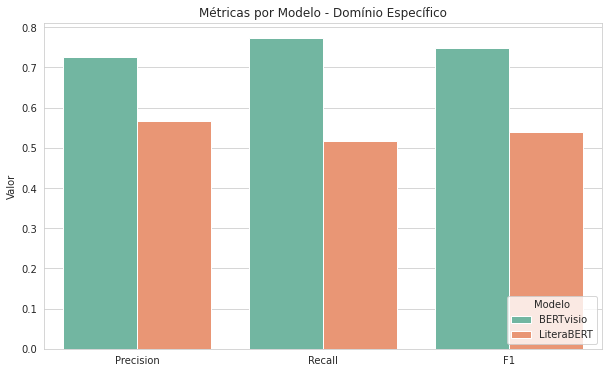 Métricas por Modelo - Domínio Específico
Valor
0.8
0.7
0.6
0.5
0.4
0.3
0.2
0.1
0.0
Precision
Recall
F1
Modelo
BERTvisio
LiteraBERT